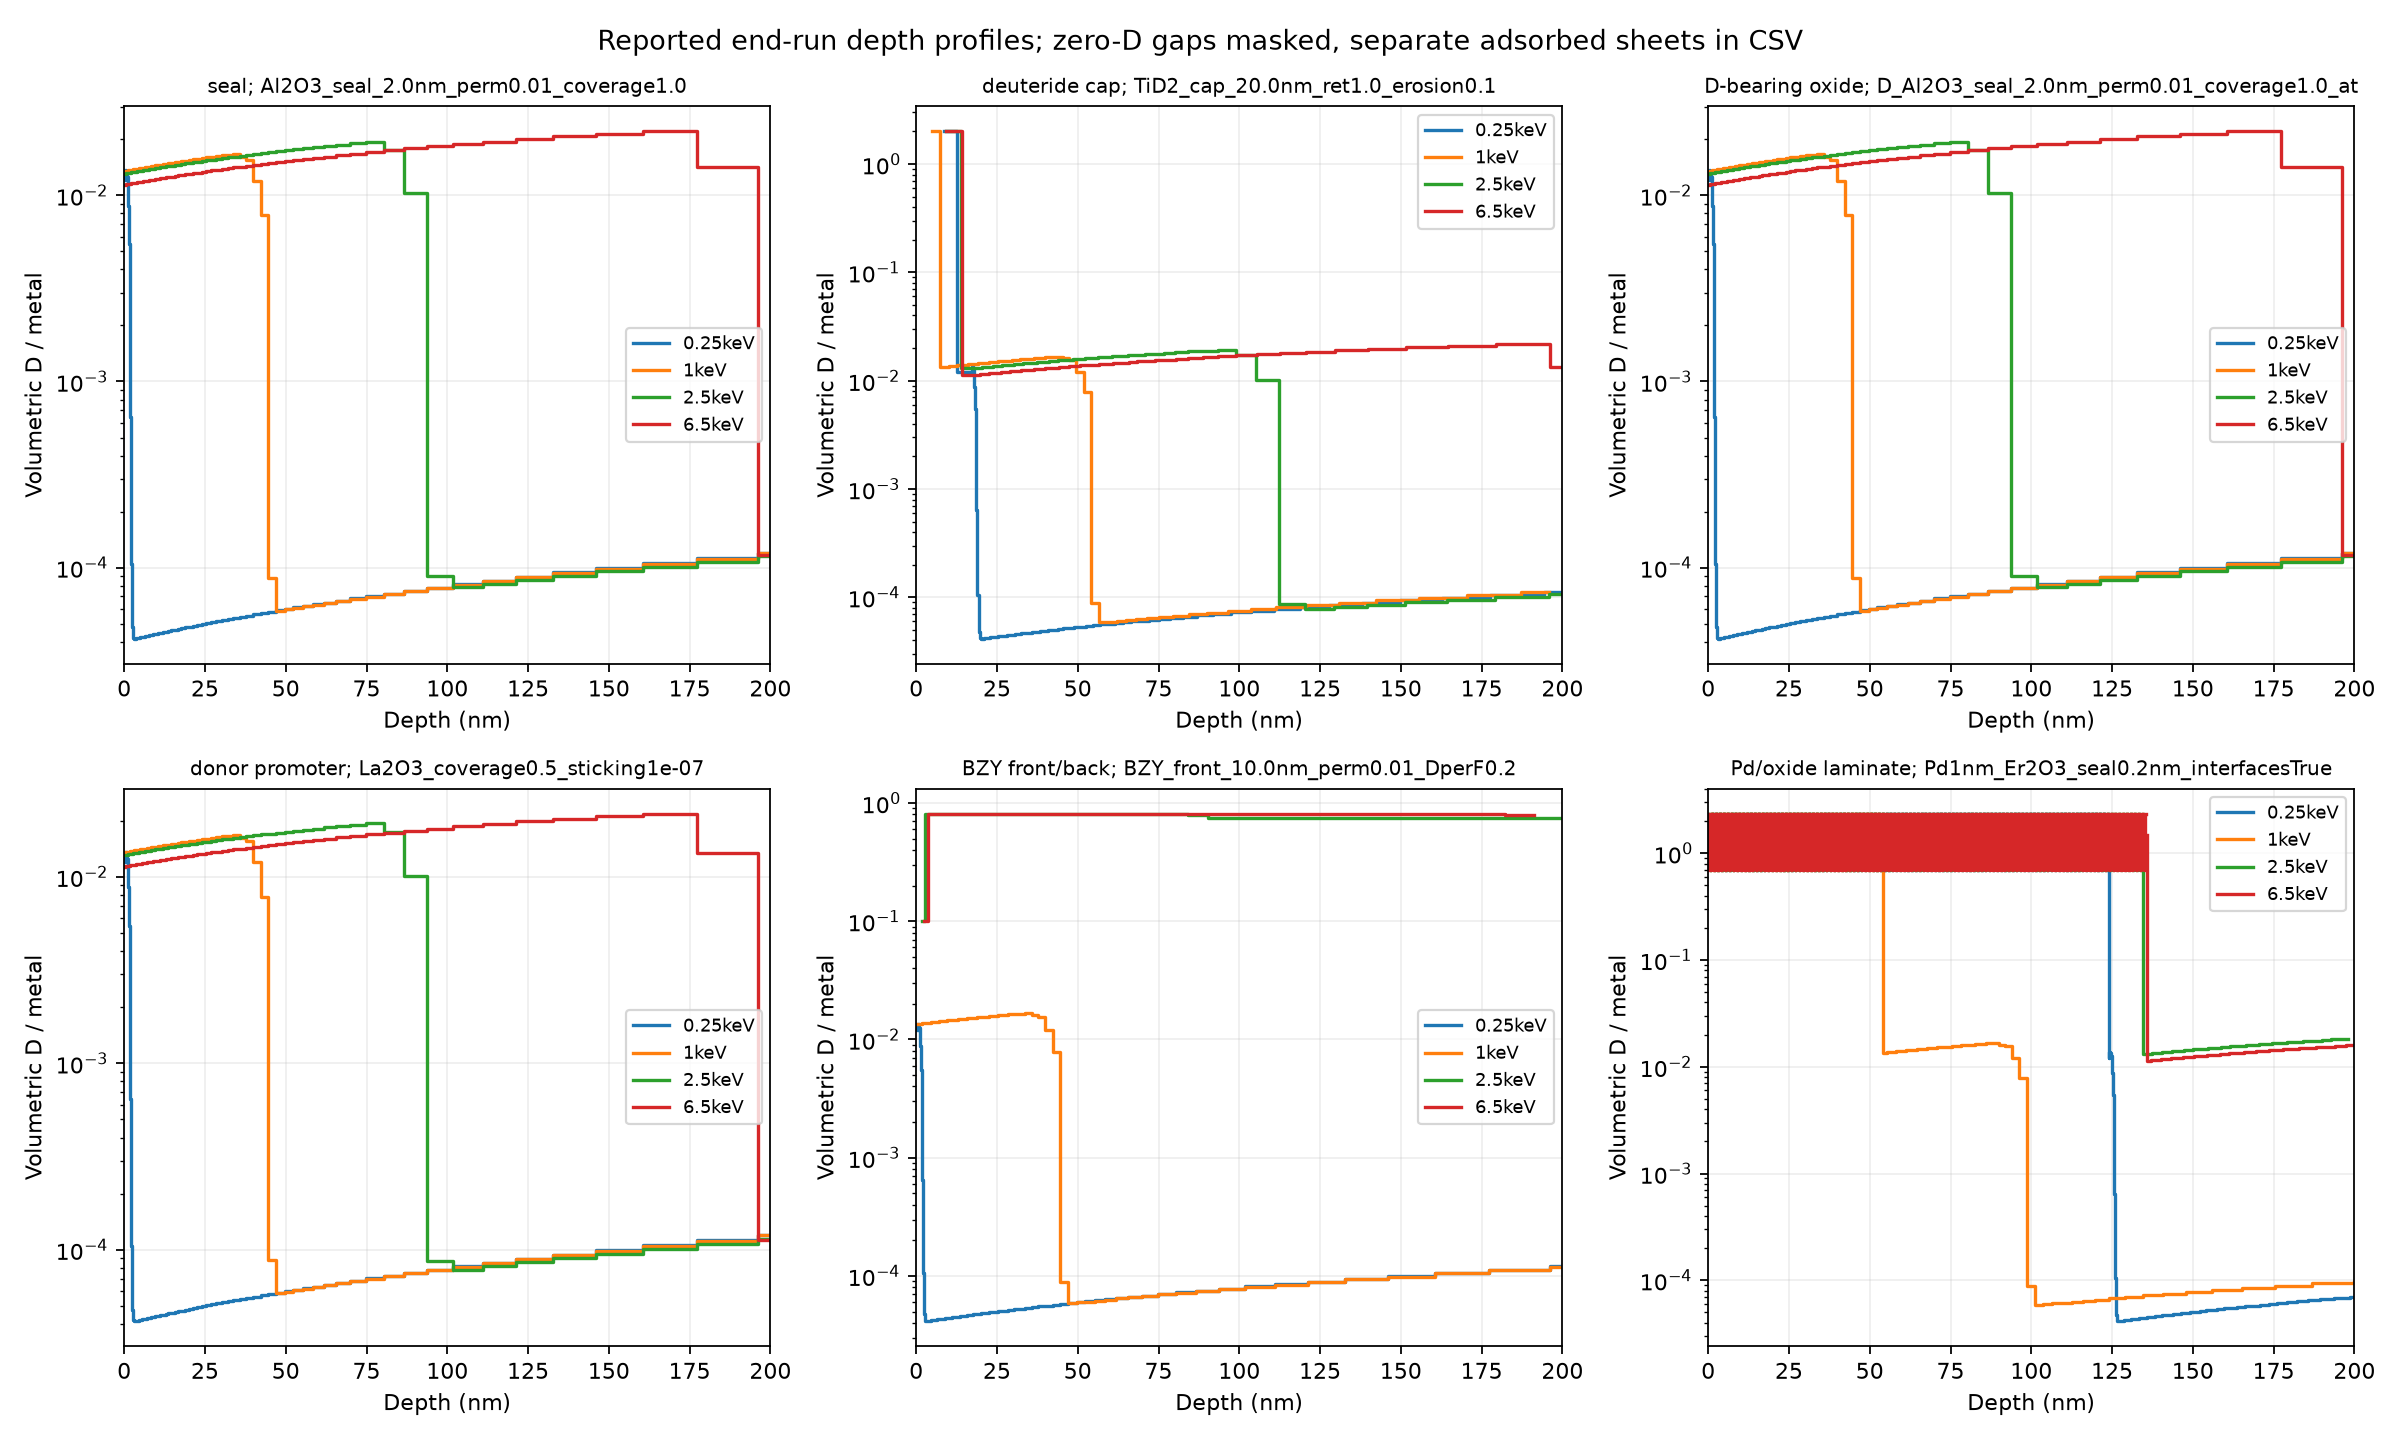 Reported end-run depth profiles; zero-D gaps masked, separate adsorbed sheets in CSV
seal; Al2O3_seal_2.0nm_perm0.01_coverage1.0
Volumetric D / metal
10⁻²
10⁻³
10⁻⁴
0.25keV
1keV
2.5keV
6.5keV
0 25 50 75 100 125 150 175 200
Depth (nm)
deuteride cap; TiD2_cap_20.0nm_ret1.0_erosion0.1
Volumetric D / metal
10⁰
10⁻¹
10⁻²
10⁻³
10⁻⁴
0.25keV
1keV
2.5keV
6.5keV
0 25 50 75 100 125 150 175 200
Depth (nm)
D-bearing oxide; D_Al2O3_seal_2.0nm_perm0.01_coverage1.0_at
Volumetric D / metal
10⁻²
10⁻³
10⁻⁴
0.25keV
1keV
2.5keV
6.5keV
0 25 50 75 100 125 150 175 200
Depth (nm)
donor promoter; La2O3_coverage0.5_sticking1e-07
Volumetric D / metal
10⁻²
10⁻³
10⁻⁴
0.25keV
1keV
2.5keV
6.5keV
0 25 50 75 100 125 150 175 200
Depth (nm)
BZY front/back; BZY_front_10.0nm_perm0.01_DperF0.2
Volumetric D / metal
10⁰
10⁻¹
10⁻²
10⁻³
10⁻⁴
0.25keV
1keV
2.5keV
6.5keV
0 25 50 75 100 125 150 175 200
Depth (nm)
Pd/oxide laminate; Pd1nm_Er2O3_seal0.2nm_interfacesTrue
Volumetric D / metal
10⁰
10⁻¹
10⁻²
10⁻³
10⁻⁴
0.25keV
1keV
2.5keV
6.5keV
0 25 50 75 100 125 150 175 200
Depth (nm)